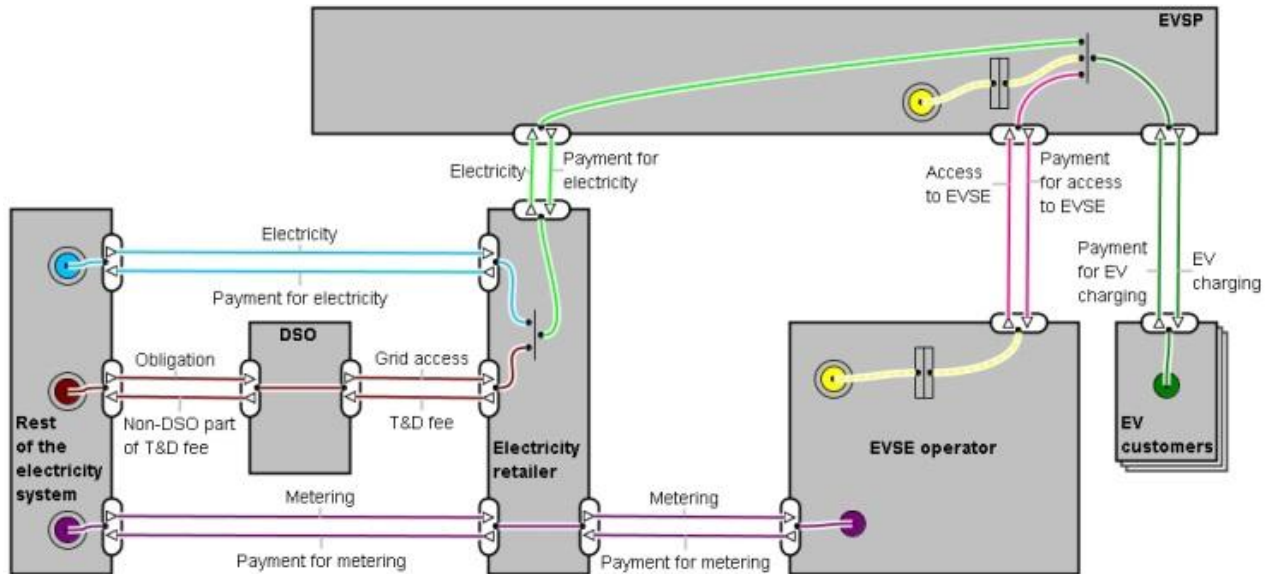 EVSP
Electricity
Payment for
electricity
Access
to EVSE
Payment
for access
to EVSE
Electricity
Payment for electricity
Payment
for EV
charging
EV
charging
DSO
Obligation
Grid access
Non-DSO part
of T&D fee
T&D fee
Rest
of the
electricity
system
Electricity
retailer
EVSE operator
EV
customers
Metering
Payment for metering
Metering
Payment for metering